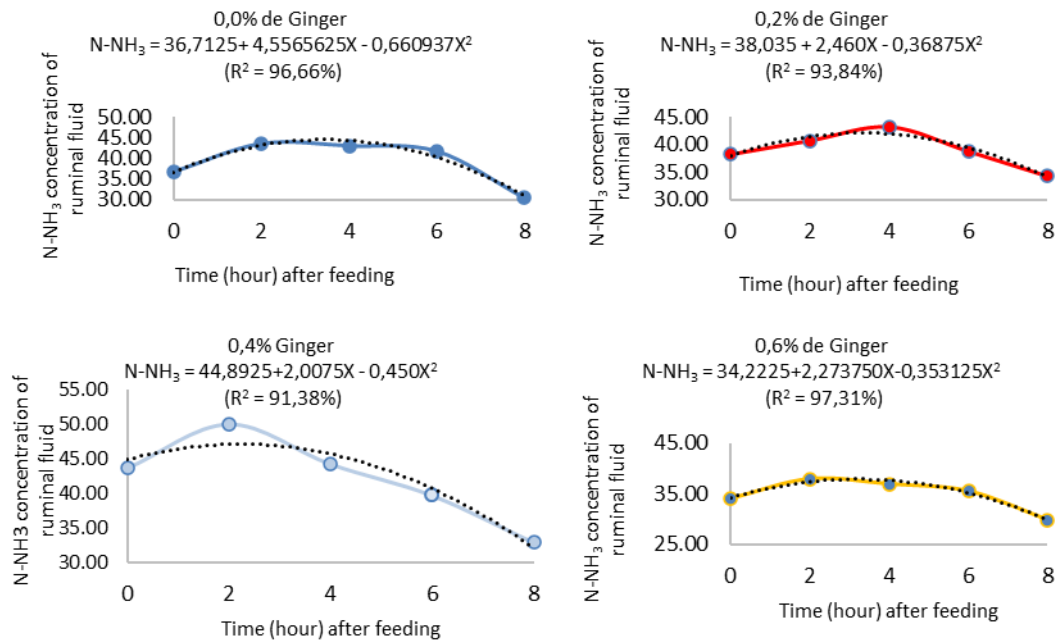 0,0% de Ginger
N-NH₃ = 36,7125+ 4,5565625X - 0,660937X²
(R² = 96,66%)
N-NH₃ concentration of
ruminal fluid
50.00
45.00
40.00
35.00
30.00
0 2 4 6 8
Time (hour) after feeding
0,2% de Ginger
N-NH₃ = 38,035 + 2,460X - 0,36875X²
(R² = 93,84%)
N-NH₃ concentration of
ruminal fluid
45.00
40.00
35.00
30.00
0 2 4 6 8
Time (hour) after feeding
0,4% Ginger
N-NH₃ = 44,8925+2,0075X - 0,450X²
(R² = 91,38%)
N-NH3 concentration of
ruminal fluid
55.00
50.00
45.00
40.00
35.00
30.00
0 2 4 6 8
Time (hour) after feeding
0,6% de Ginger
N-NH₃ = 34,2225+2,273750X-0,353125X²
(R² = 97,31%)
N-NH₃ concentration of
ruminal fluid
45.00
35.00
25.00
0 2 4 6 8
Time (hour) after feeding